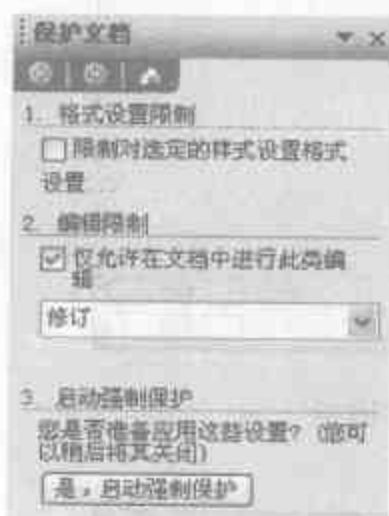 保护文档
1. 格式设置限制
限制对选定的样式设置格式
设置...
2. 编辑限制
仅允许在文档中进行此类编
辑
修订
3. 启动强制保护
您是否准备应用这些设置？(您可
以稍后将其关闭)
是，启动强制保护